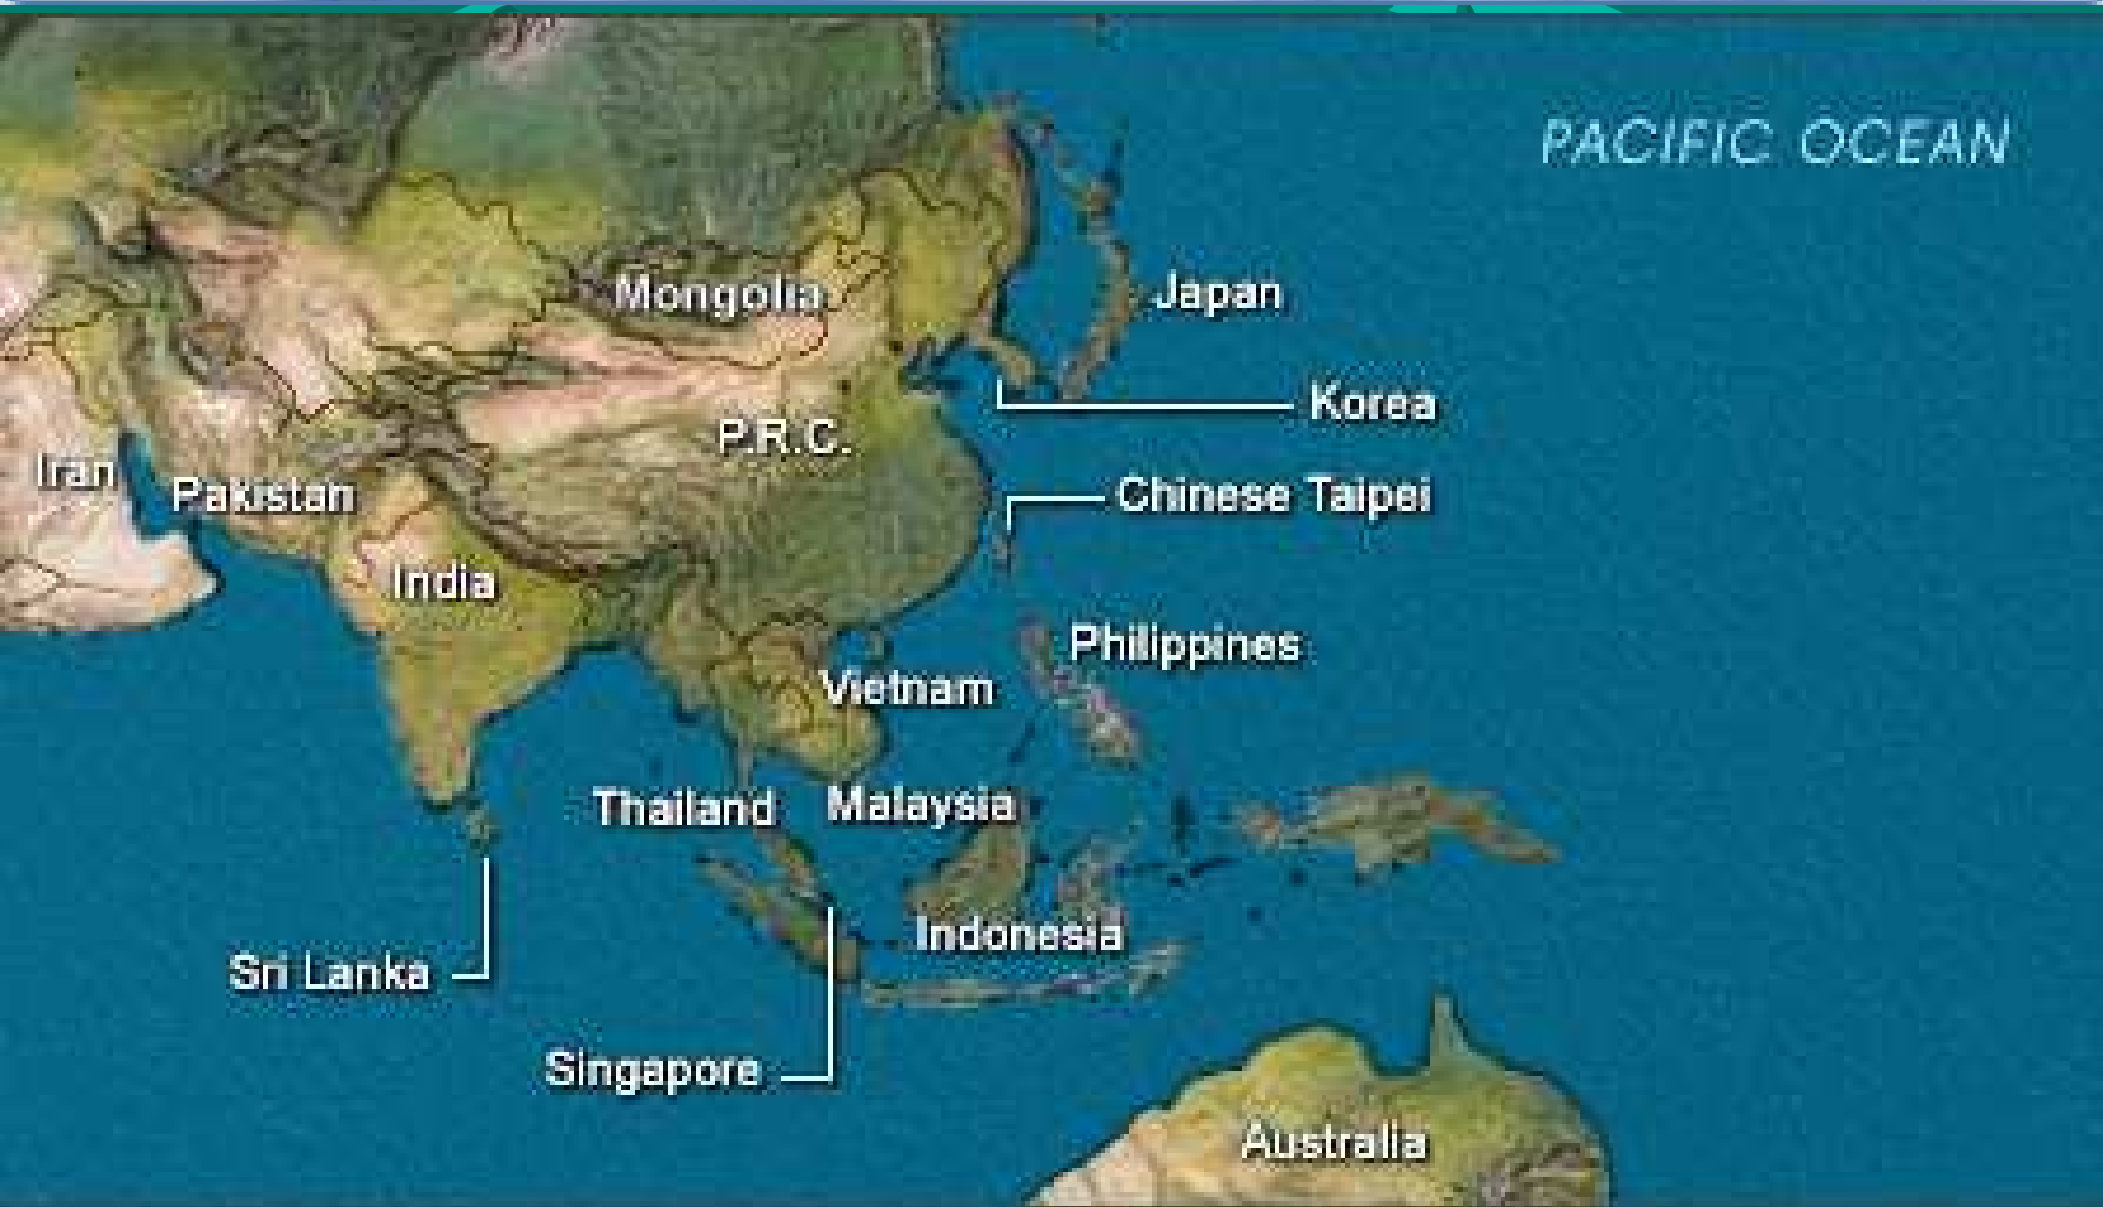 PACIFIC OCEAN
Mongolia
Japan
Korea
P.R.C.
Iran
Pakistan
Chinese Taipei
India
Philippines
Vietnam
Thailand
Malaysia
Indonesia
Sri Lanka
Singapore
Australia